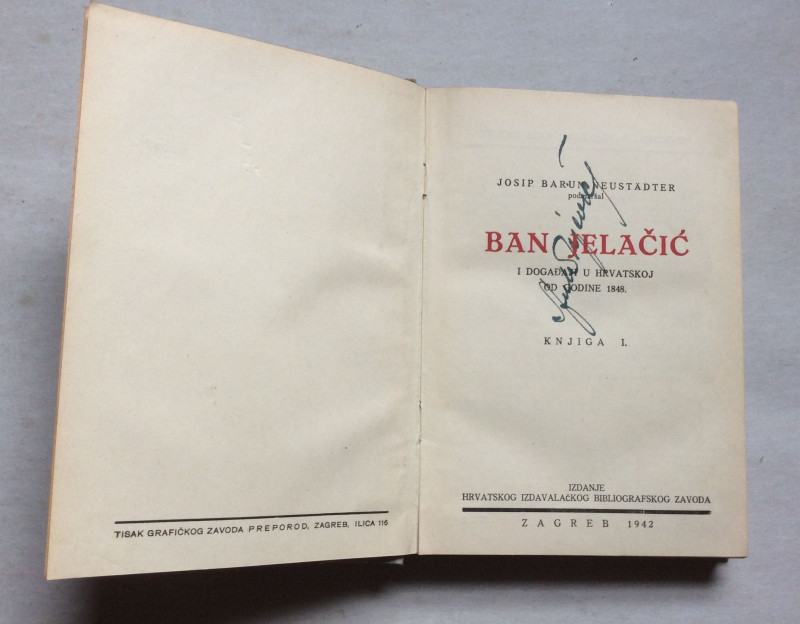 TISAK GRAFIČKOG ZAVODA PREPOROD, ZAGREB, ILICA 116
JOSIP BARUN NEUSTÄDTER
BAN JELAČIĆ
I DOGAĐAJI U HRVATSKOJ
OD GODINE 1848.
KNJIGA I.
IZDANJE
HRVATSKOG IZDAVALAČKOG BIBLIOGRAFSKOG ZAVODA
ZAGREB 1942